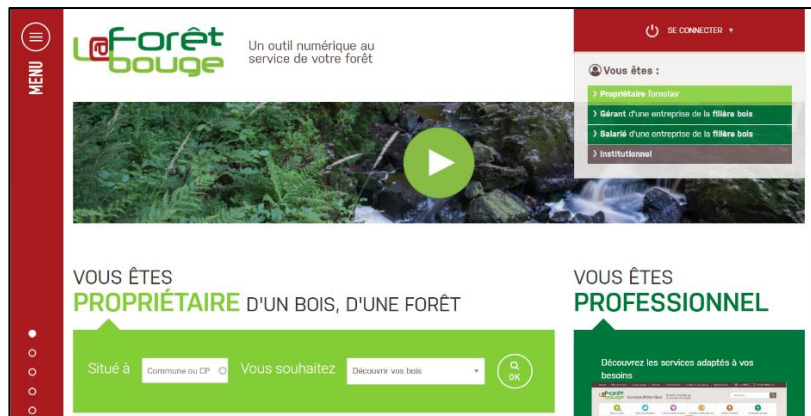 MENU
L@Forêt
bouge
Un outil numérique au
service de votre forêt
SE CONNECTER
Vous êtes :
Propriétaire forestier
Gérant d'une entreprise de la filière bois
Salarié d'une entreprise de la filière bois
Institutionnel
VOUS ÊTES
PROPRIÉTAIRE D'UN BOIS, D'UNE FORÊT
Situé à
Commune ou CP
Vous souhaitez
Découvrir vos bois
OK
VOUS ÊTES
PROFESSIONNEL
Découvrez les services adaptés à vos
besoins
Forêt
bouge